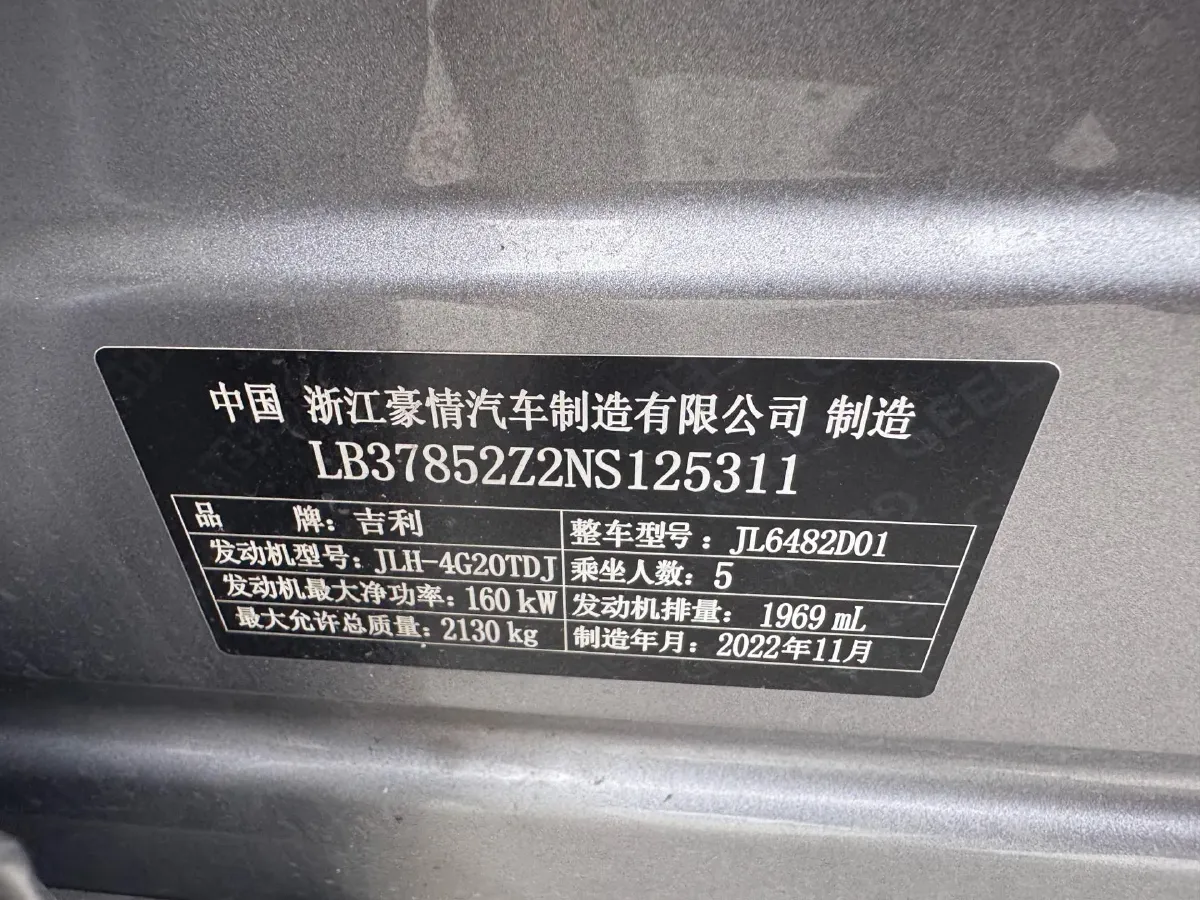 中国 浙江豪情汽车制造有限公司 制造
LB37852Z2NS125311
品 牌：吉利 整车型号：JL6482D01
发动机型号：JLH-4G20TDJ 乘坐人数：5
发动机最大净功率：160 kW 发动机排量：1969 mL
最大允许总质量：2130 kg 制造年月：2022年11月